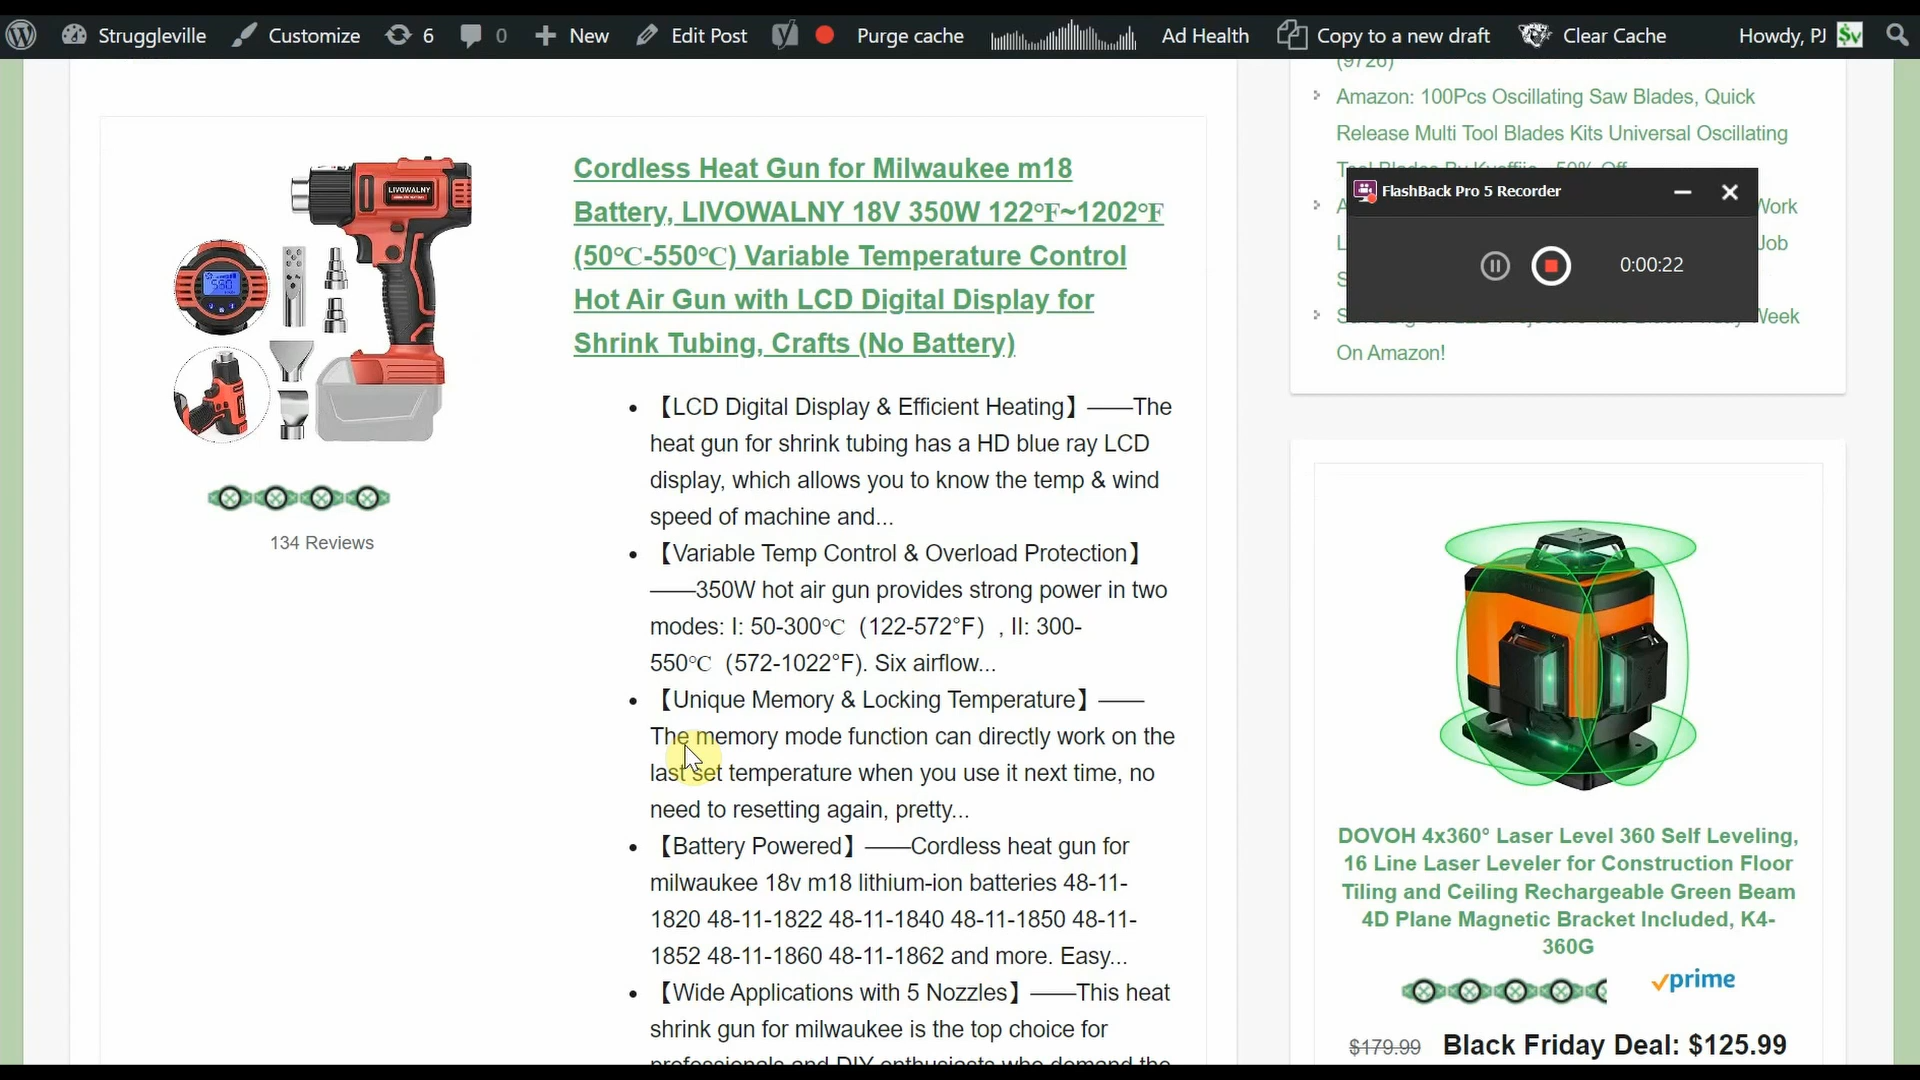 Struggleville Customize 6 0 New Edit Post Purge cache Ad Health Copy to a new draft Clear Cache Howdy, PJ
Cordless Heat Gun for Milwaukee m18
Battery, LIVOWALNY 18V 350W 122℉~1202℉
(50℃-550℃) Variable Temperature Control
Hot Air Gun with LCD Digital Display for
Shrink Tubing, Crafts (No Battery)
LIVOWALNY
134 Reviews
【LCD Digital Display & Efficient Heating】——The
heat gun for shrink tubing has a HD blue ray LCD
display, which allows you to know the temp & wind
speed of machine and...
【Variable Temp Control & Overload Protection】
——350W hot air gun provides strong power in two
modes: I: 50-300℃（122-572°F）, II: 300-
550℃（572-1022°F). Six airflow...
【Unique Memory & Locking Temperature】——
The memory mode function can directly work on the
last set temperature when you use it next time, no
need to resetting again, pretty...
【Battery Powered】——Cordless heat gun for
milwaukee 18v m18 lithium-ion batteries 48-11-
1820 48-11-1822 48-11-1840 48-11-1850 48-11-
1852 48-11-1860 48-11-1862 and more. Easy...
【Wide Applications with 5 Nozzles】——This heat
shrink gun for milwaukee is the top choice for
professionals and DIY enthusiasts who demand the
(9726)
Amazon: 100Pcs Oscillating Saw Blades, Quick
Release Multi Tool Blades Kits Universal Oscillating
FlashBack Pro 5 Recorder
0:00:22
Work
Job
Week
On Amazon!
DOVOH 4x360° Laser Level 360 Self Leveling,
16 Line Laser Leveler for Construction Floor
Tiling and Ceiling Rechargeable Green Beam
4D Plane Magnetic Bracket Included, K4-
360G
prime
$179.99 Black Friday Deal: $125.99